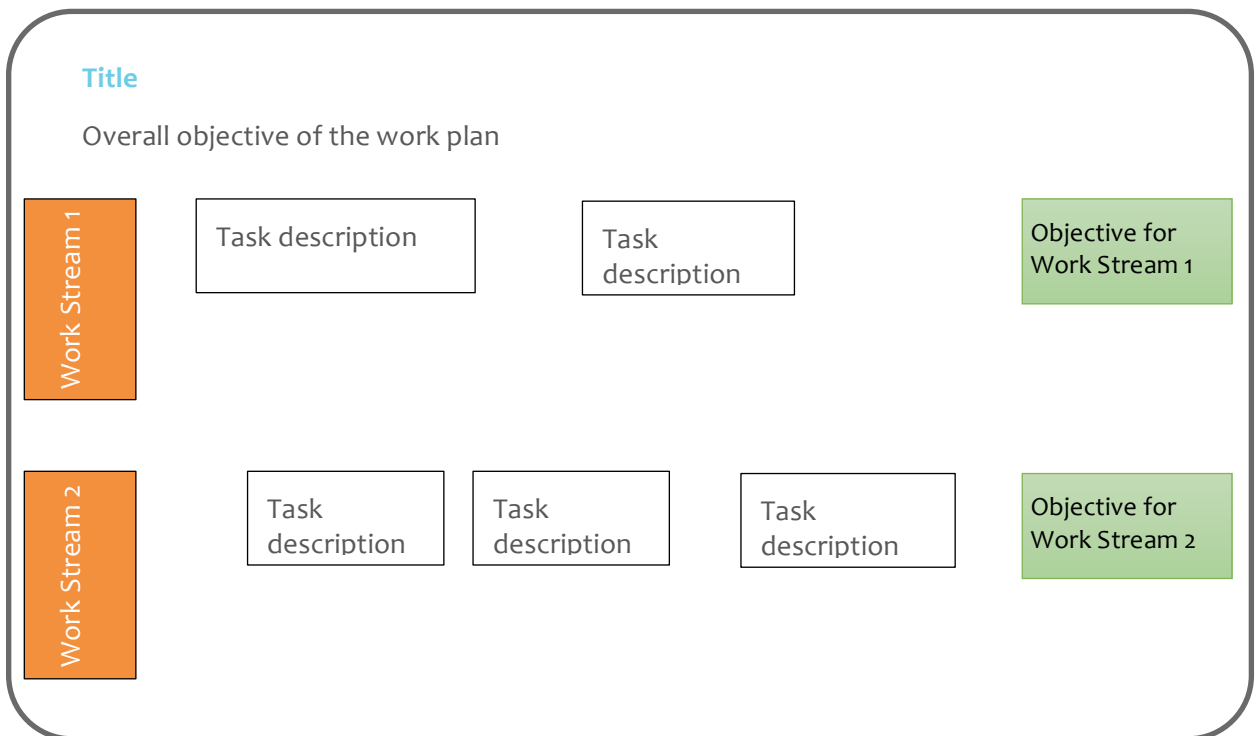 Title
Overall objective of the work plan
Work Stream 1
Task description
Task
description
Objective for
Work Stream 1
Work Stream 2
Task
description
Task
description
Task
description
Objective for
Work Stream 2